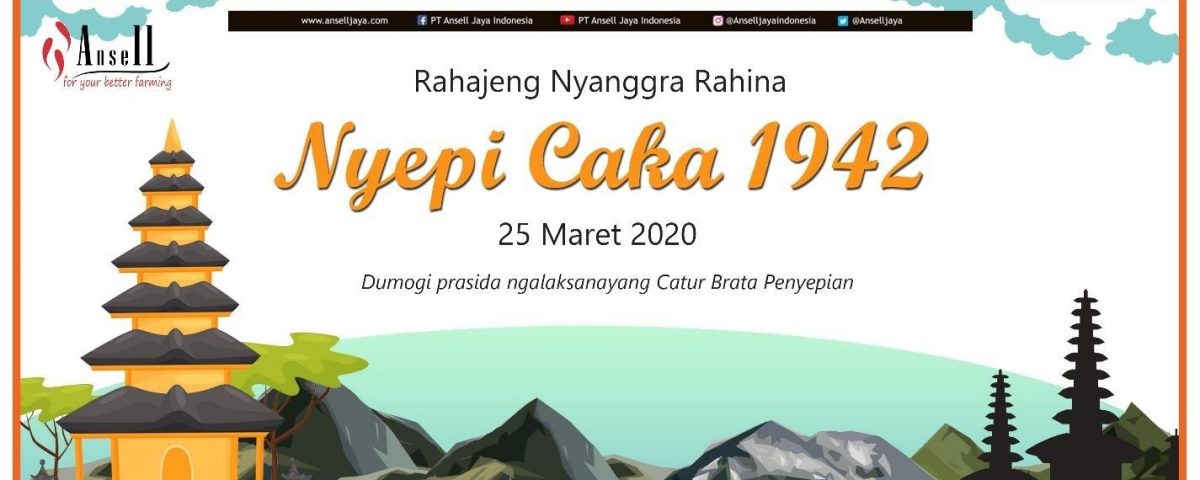 www.anselljaya.com PT Ansell Jaya Indonesia PT Ansell Jaya Indonesia @Anselljayaindonesia @Anselljaya
Ansell
for your better farming
Rahajeng Nyanggra Rahina
Nyepi Caka 1942
25 Maret 2020
Dumogi prasida ngalaksanayang Catur Brata Penyepian